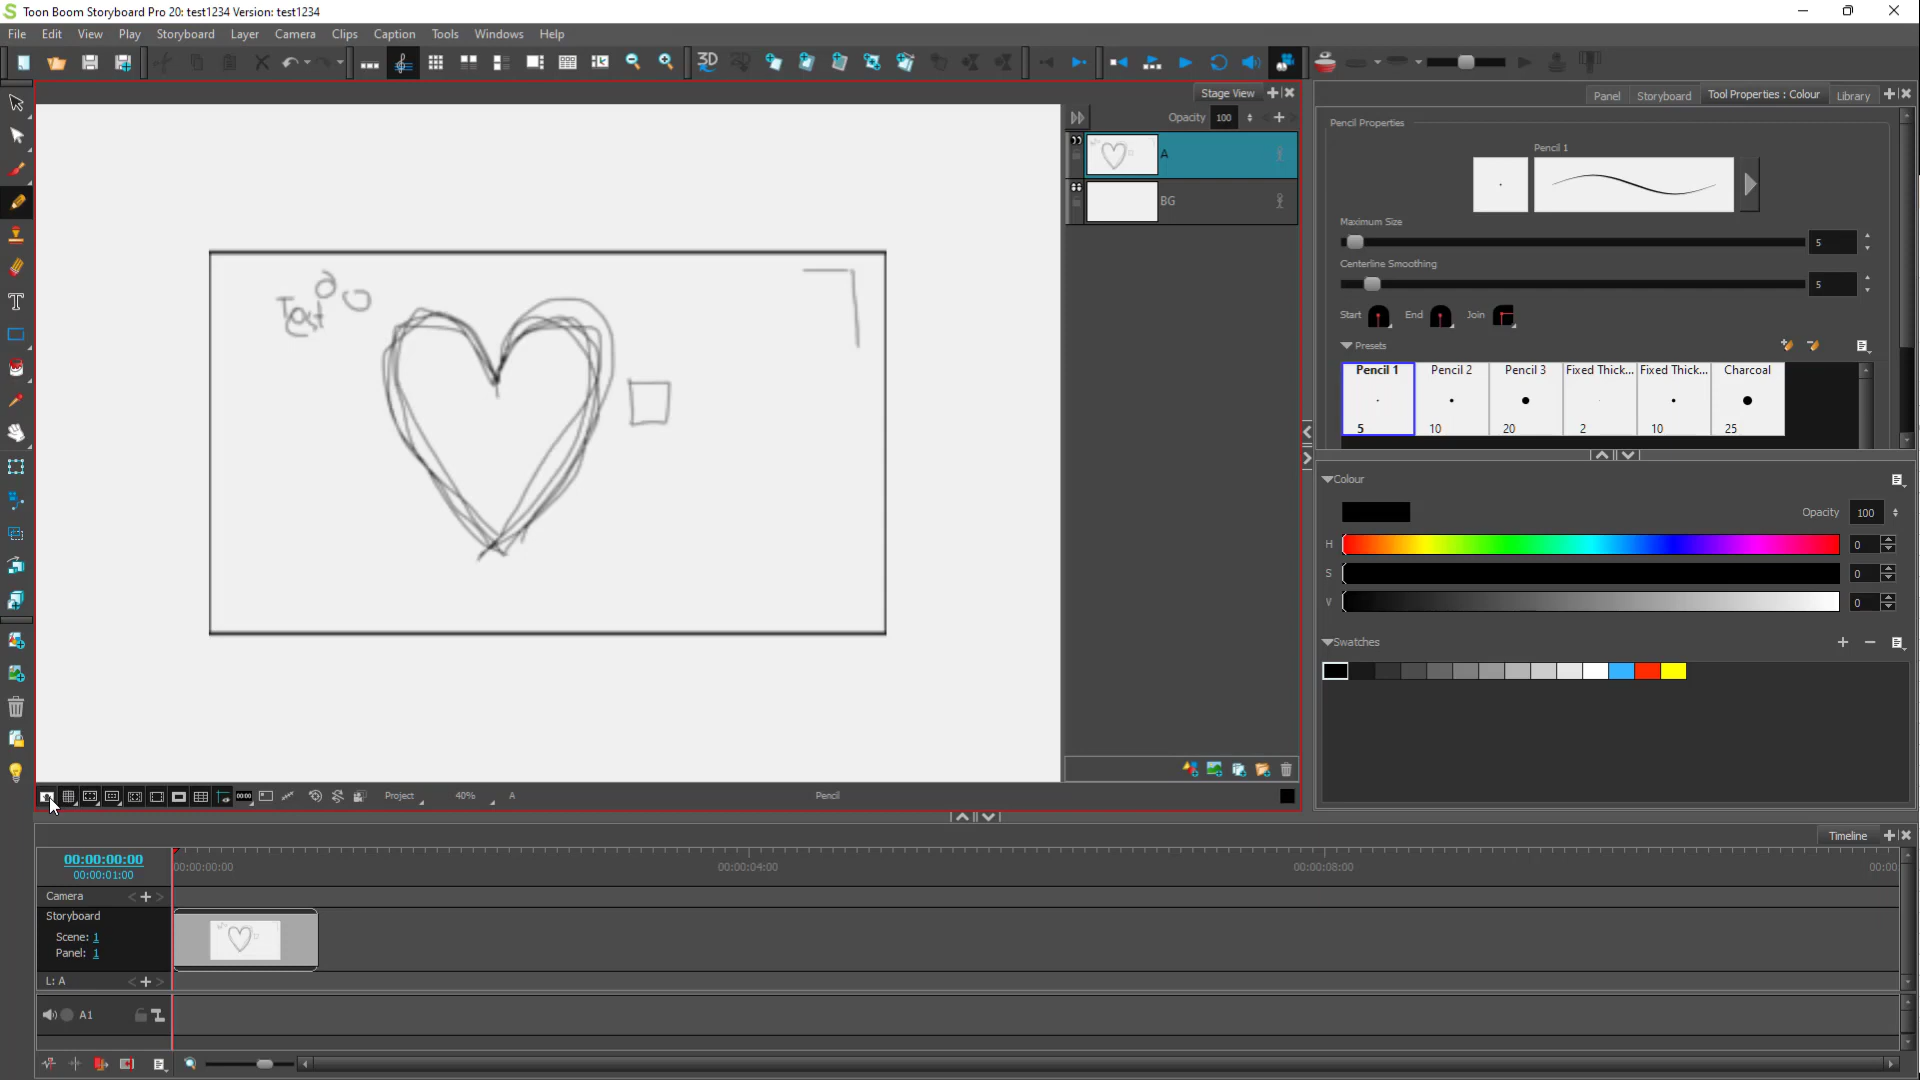 Toon Boom Storyboard Pro 20: test1234 Version: test1234
File Edit View Play Storyboard Layer Camera Clips Caption Tools Windows Help
3D
Stage View
Opacity 100
A
BG
Test
Panel Storyboard Tool Properties : Colour Library
Pencil Properties
Pencil 1
Maximum Size
5
Centerline Smoothing
5
Start End Join
Presets
Pencil 1 Pencil 2 Pencil 3 Fixed Thick... Fixed Thick... Charcoal
5 10 20 2 10 25
Colour
Opacity 100
H 0
S 0
V 0
Swatches
Project 40% A Pencil
Timeline
00:00:00:00
00:00:01:00
00:00:00:00 00:00:04:00 00:00:08:00 00:00
Camera
Storyboard
Scene: 1
Panel: 1
L: A
A1